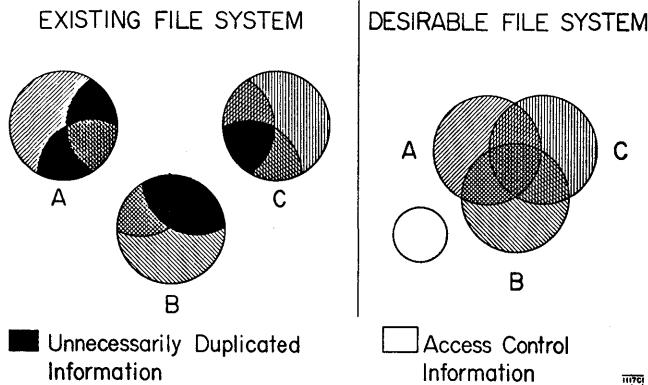 EXISTING FILE SYSTEM
A
C
B
Unnecessarily Duplicated
Information
DESIRABLE FILE SYSTEM
A
C
B
Access Control
Information